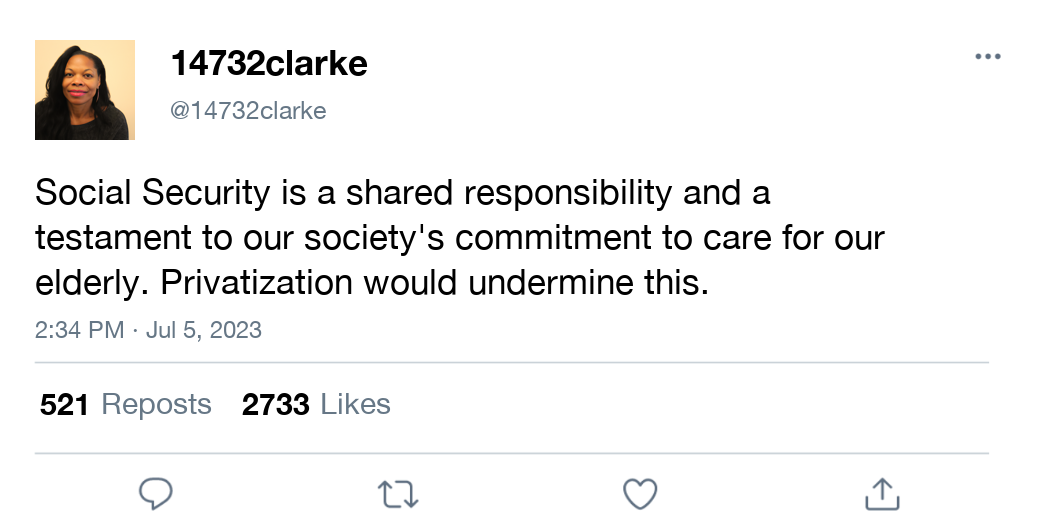 14732clarke
@14732clarke
Social Security is a shared responsibility and a
testament to our society's commitment to care for our
elderly. Privatization would undermine this.
2:34 PM · Jul 5, 2023
521 Reposts 2733 Likes